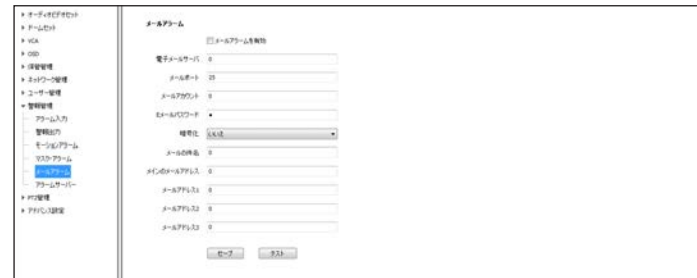 オーディオビデオセット
アームセット
VCA
OSD
保管管理
ネットワーク管理
ユーザー管理
警報管理
アラーム入力
警報出力
モーションアラーム
マスク・アラーム
メールアラーム
アラームサーバー
PTZ管理
アドバンス設定
メールアラーム
メールアラームを有効
電子メールサーバ 0
メールポート 25
メールアカウント 0
Eメールパスワード •
暗号化 いいえ
メールの件名 0
メインのメールアドレス 0
メールアドレス1 0
メールアドレス2 0
メールアドレス3 0
セーブ テスト